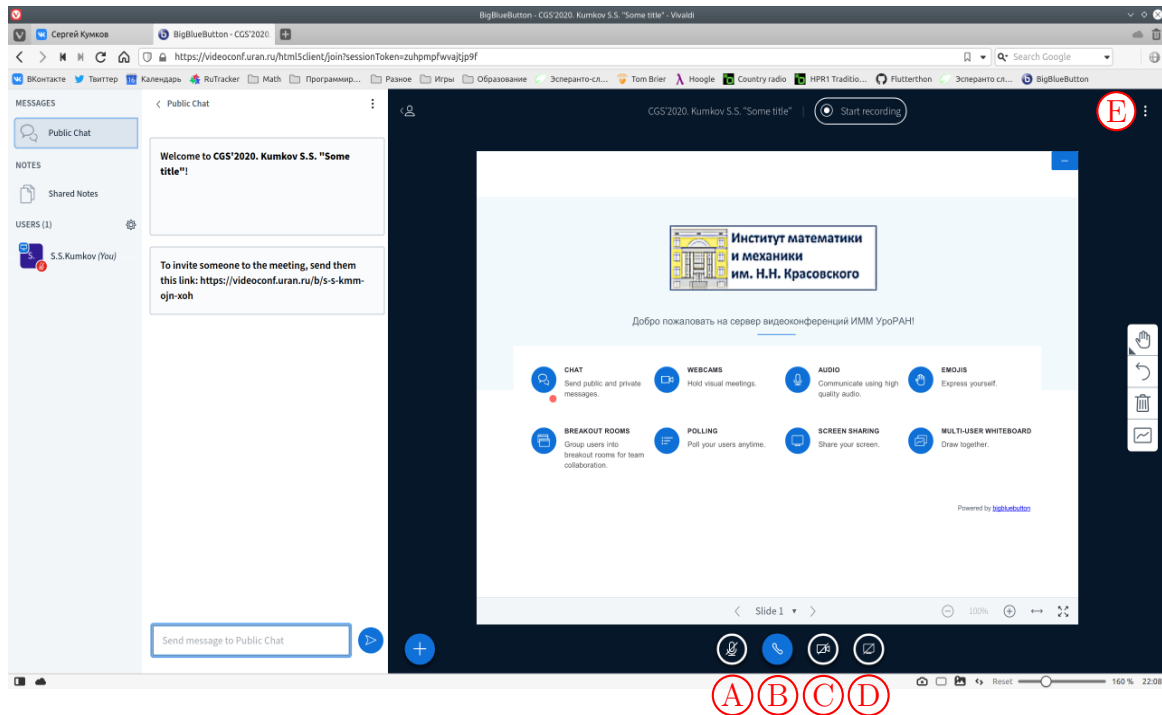 BigBlueButton - CGS'2020. Kumkov S.S. "Some title" - Vivaldi
Сергей Кумков
BigBlueButton - CGS'2020.
https://videoconf.uran.ru/html5client/join?sessionToken=zuhpmpfwvajtjp9f
Search Google
ВКонтакте
Твиттер
16
Календарь
RuTracker
Math
Программир...
Разное
Игры
Образование
Эсперанто-сл...
Tom Brier
Hoogle
Country radio
HPR1 Traditio...
Flutterthon
Эсперанто сл...
BigBlueButton
MESSAGES
Public Chat
NOTES
Shared Notes
USERS (1)
S.
S.S.Kumkov (You)
Public Chat
Welcome to CGS'2020. Kumkov S.S. "Some
title"!
To invite someone to the meeting, send them
this link: https://videoconf.uran.ru/b/s-s-kmm-
ojn-xoh
Send message to Public Chat
CGS'2020. Kumkov S.S. "Some title"
Start recording
E
Институт математики
и механики
им. Н.Н. Красовского
Добро пожаловать на сервер видеоконференций ИММ УроРАН!
CHAT
Send public and private
messages.
WEBCAMS
Hold visual meetings.
AUDIO
Communicate using high
quality audio.
EMOJIS
Express yourself.
BREAKOUT ROOMS
Group users into
breakout rooms for team
collaboration.
POLLING
Poll your users anytime.
SCREEN SHARING
Share your screen.
MULTI-USER WHITEBOARD
Draw together.
Powered by bigbluebutton
Slide 1
100%
A
B
C
D
Reset
160 %
22:08